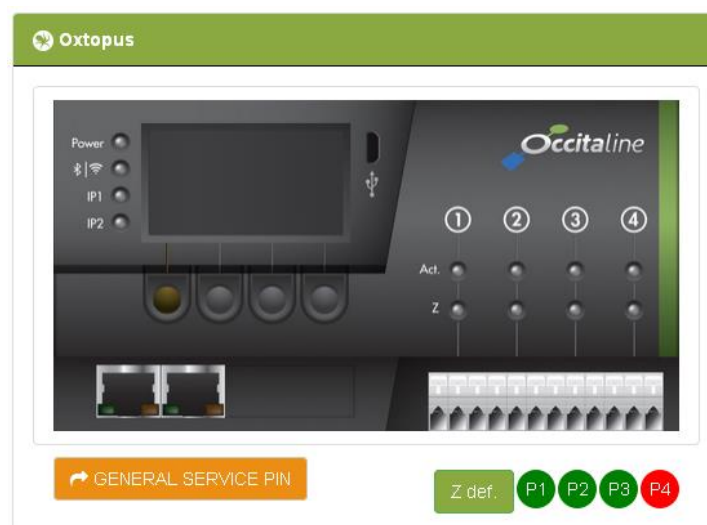 Oxtopus
Power
IP1
IP2
Occitaline
1 2 3 4
Act.
Z
GENERAL SERVICE PIN
Z def. P1 P2 P3 P4